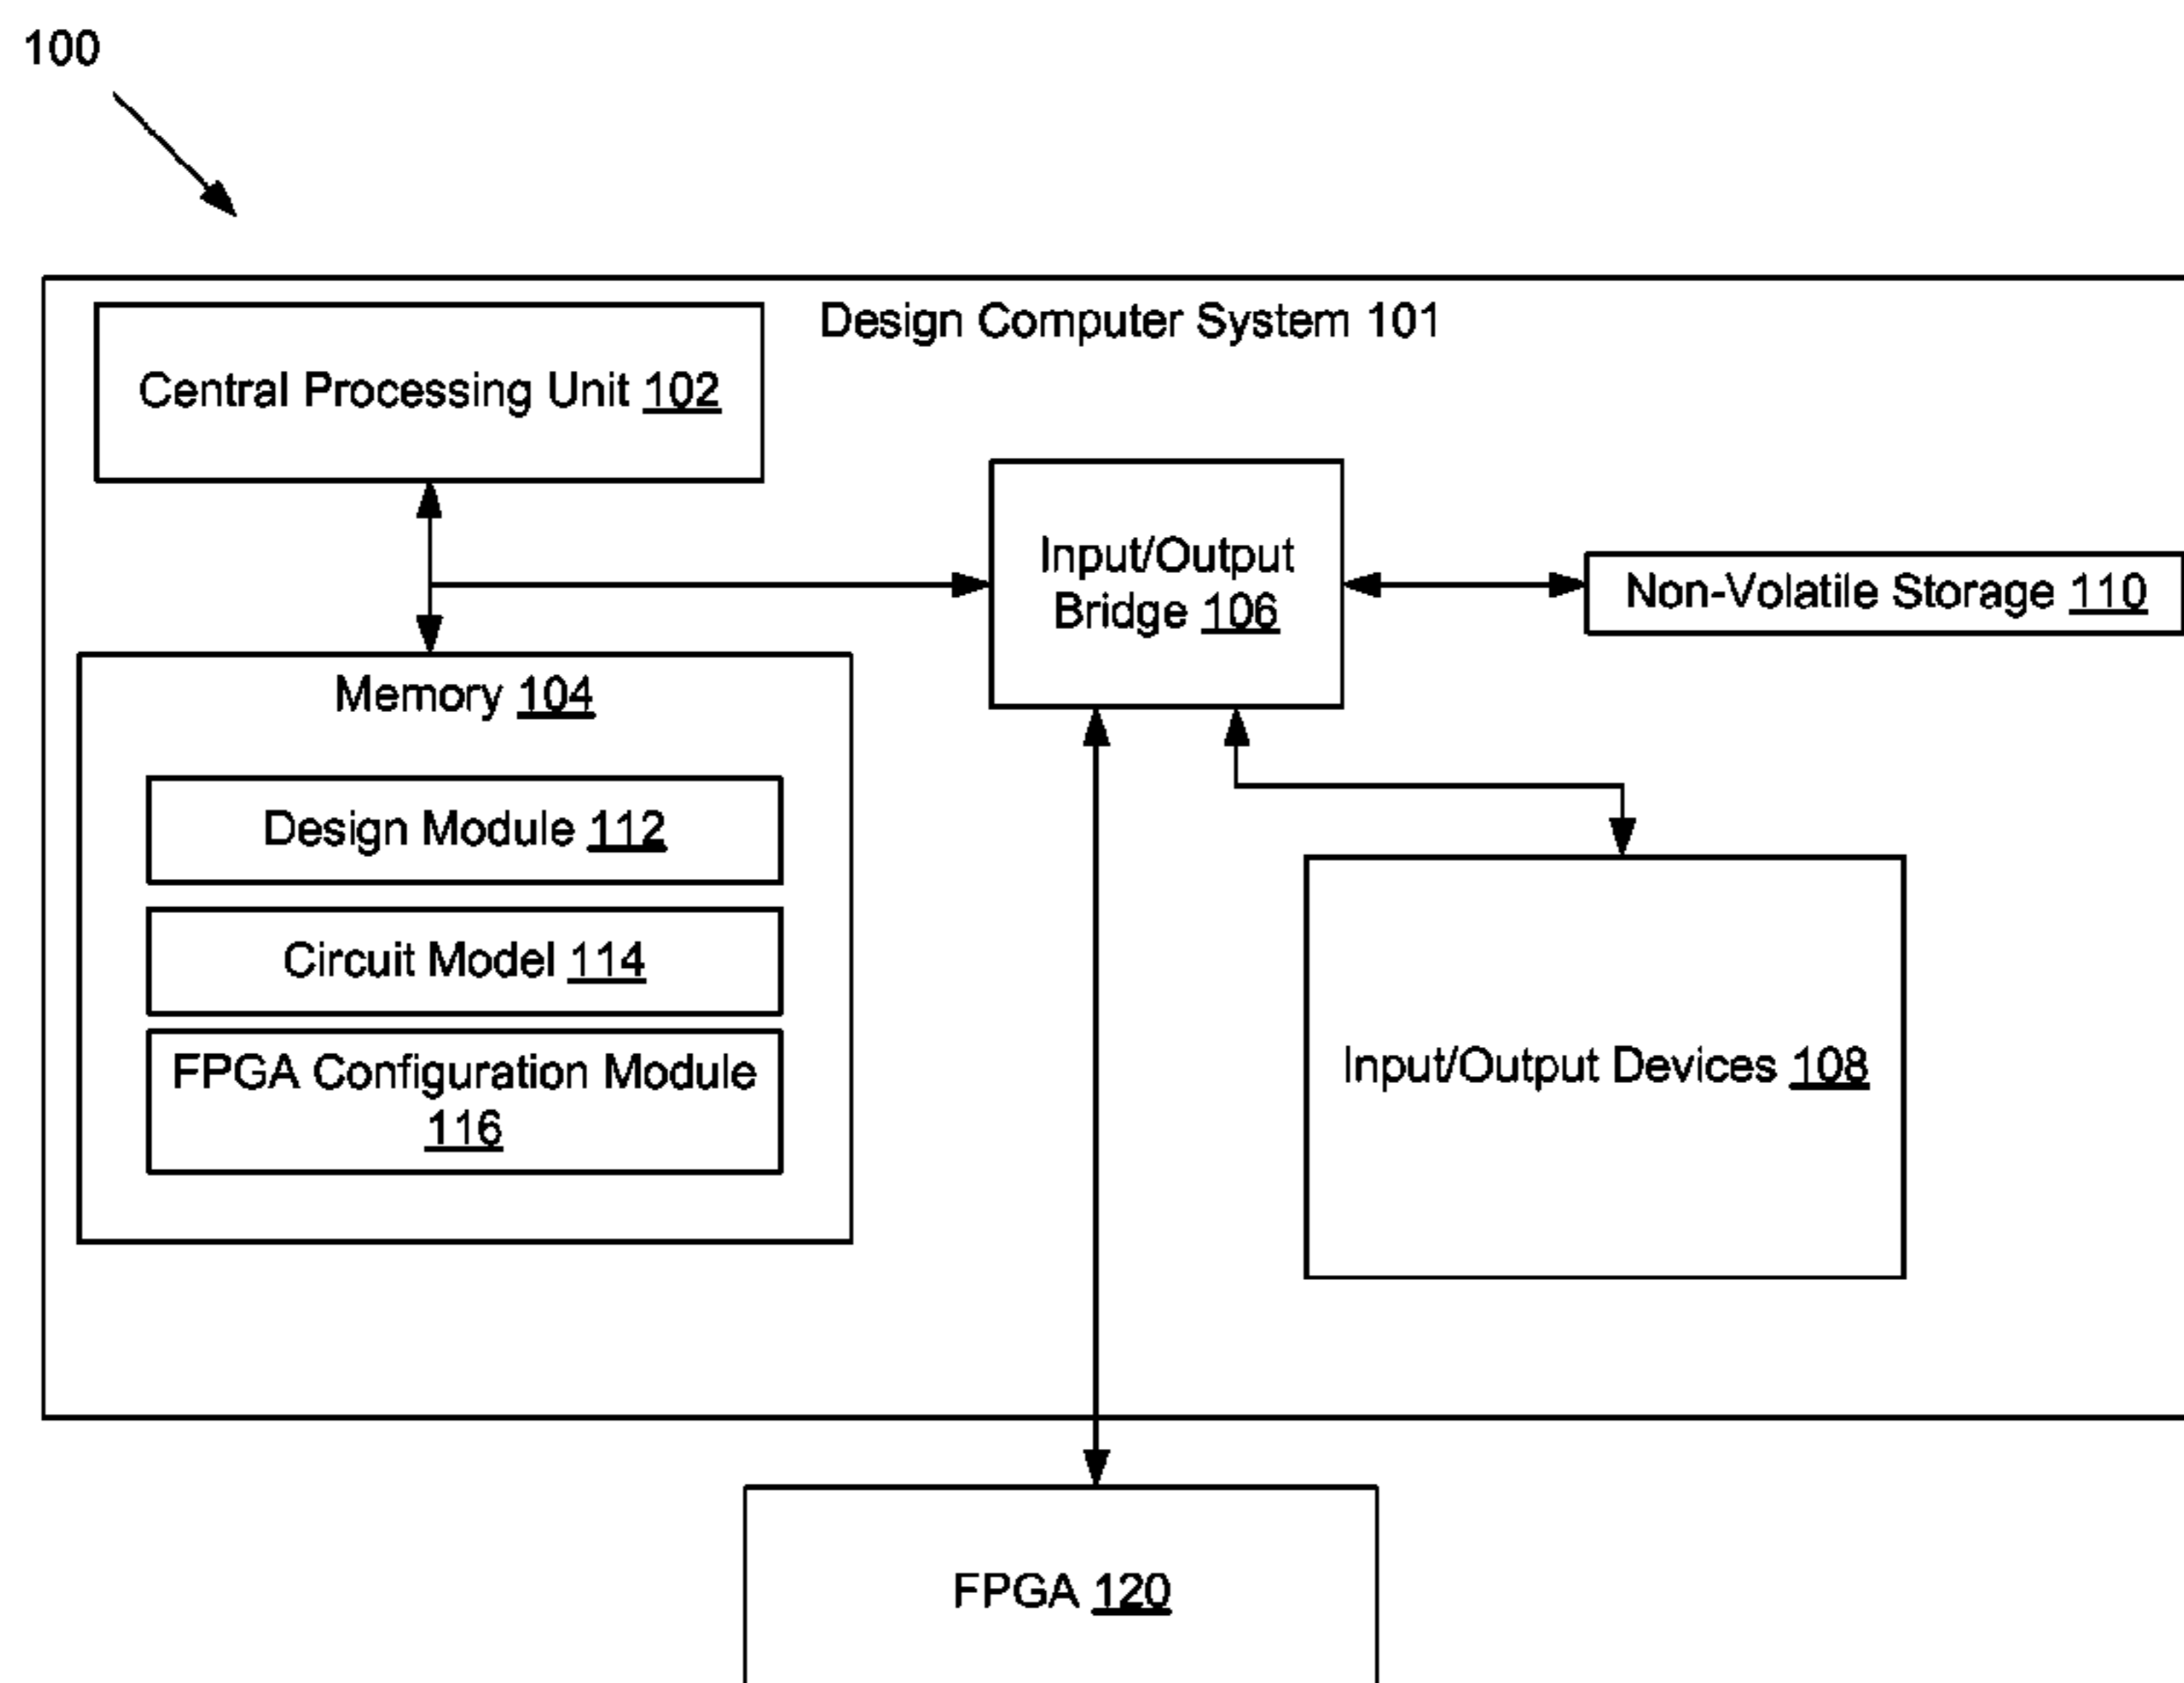 100
Design Computer System 101
Central Processing Unit 102
Input/Output
Bridge 106
Non-Volatile Storage 110
Memory 104
Design Module 112
Circuit Model 114
FPGA Configuration Module
116
Input/Output Devices 108
FPGA 120